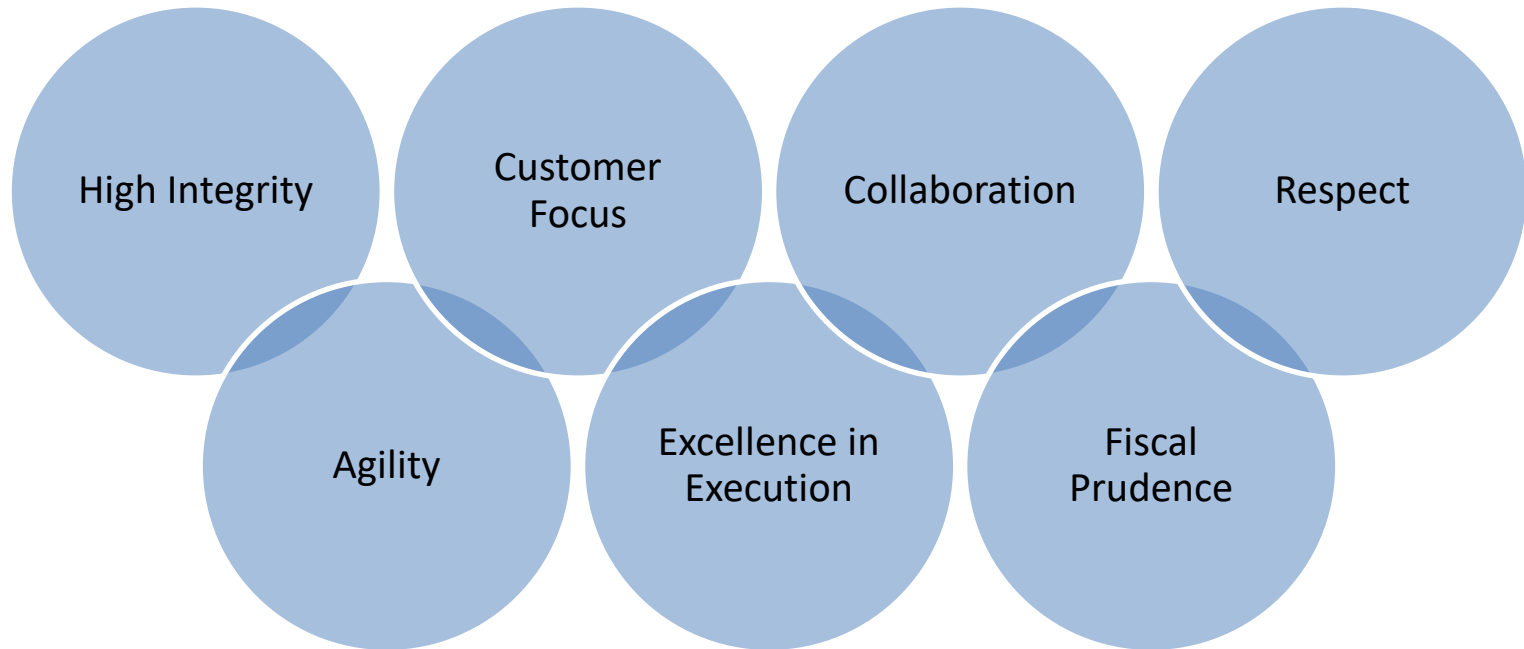 High Integrity
Customer
Focus
Collaboration
Respect
Agility
Excellence in
Execution
Fiscal
Prudence